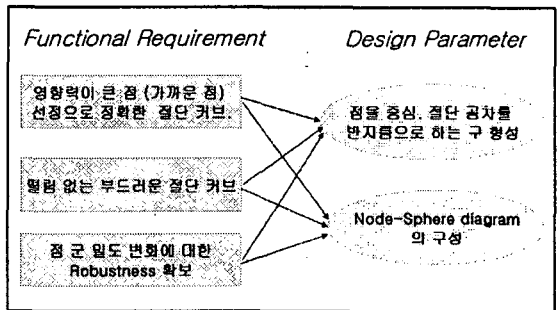 Functional Requirement
Design Parameter
영향력이 큰 점 (가까운 점)
선정으로 정확한 절단 커브.
떨림 없는 부드러운 절단 커브
점 군 밀도 변화에 대한
Robustness 확보
점을 중심. 절단 공차를
반지름으로 하는 구 형성
Node-Sphere diagram
의 구성